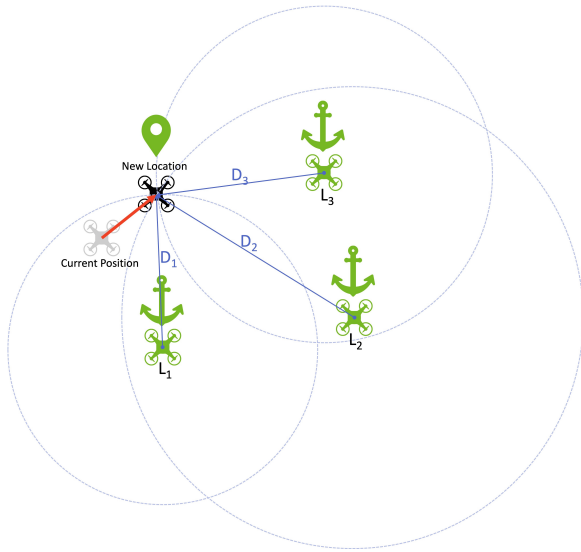 New Location
D₃
L₃
D₂
Current Position
D₁
L₂
L₁